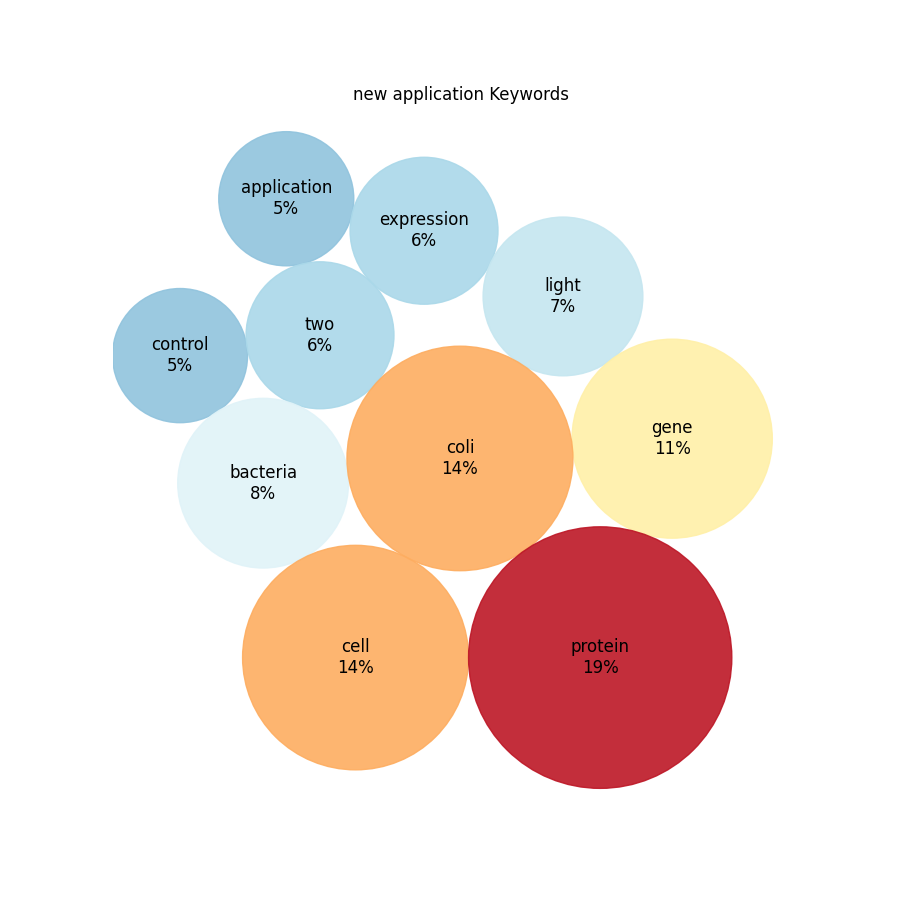 new application Keywords
application
5%
expression
6%
light
7%
two
6%
control
5%
gene
11%
coli
14%
bacteria
8%
cell
14%
protein
19%